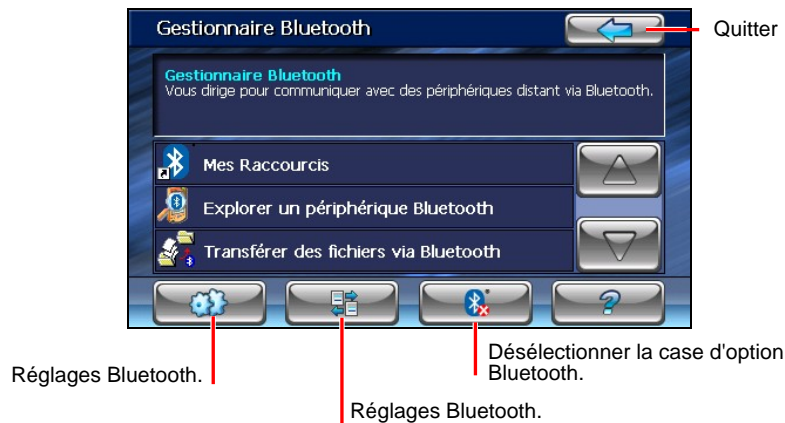 Gestionnaire Bluetooth
Quitter
Gestionnaire Bluetooth
Vous dirige pour communiquer avec des périphériques distant via Bluetooth.
Mes Raccourcis
Explorer un périphérique Bluetooth
Transférer des fichiers via Bluetooth
?
Désélectionner la case d'option
Bluetooth.
Réglages Bluetooth.
Réglages Bluetooth.